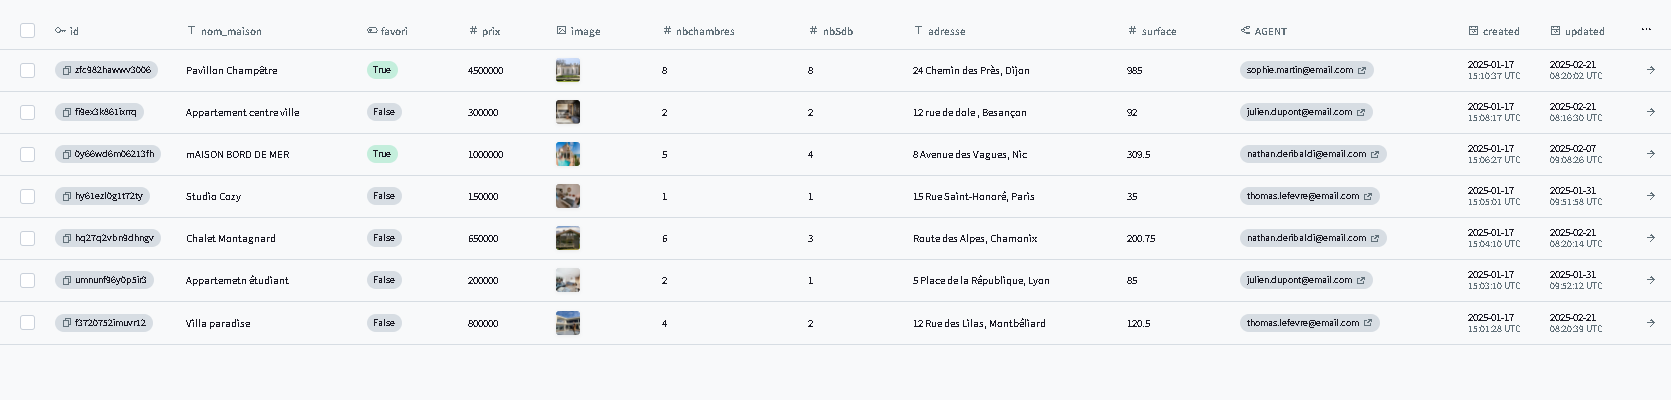 id nom_maison favori prix image nbchambres nbSdb adresse surface AGENT created updated
zfc982hawwv3006 Pavillon Champêtre True 4500000 8 8 24 Chemin des Près, Dijon 985 sophie.martin@email.com 2025-01-17 15:10:37 UTC 2025-02-21 08:20:02 UTC
fi9ex3k861ixrrq Appartement centre ville False 300000 2 2 12 rue de dole , Besançon 92 julien.dupont@email.com 2025-01-17 15:08:17 UTC 2025-02-21 08:16:30 UTC
0y66wd6m06213fh mAISON BORD DE MER True 1000000 5 4 8 Avenue des Vagues, Nic 309.5 nathan.deribaldi@email.com 2025-01-17 15:06:27 UTC 2025-02-07 09:08:26 UTC
hy61ezl0g1t72ty Studio Cozy False 150000 1 1 15 Rue Saint-Honoré, Paris 35 thomas.lefevre@email.com 2025-01-17 15:05:01 UTC 2025-01-31 09:51:58 UTC
hq27q2vbn9dhngv Chalet Montagnard False 650000 6 3 Route des Alpes, Chamonix 200.75 nathan.deribaldi@email.com 2025-01-17 15:04:10 UTC 2025-02-21 08:20:14 UTC
umnunf96y0p5ir3 Appartemetn étudiant False 200000 2 1 5 Place de la République, Lyon 85 julien.dupont@email.com 2025-01-17 15:03:10 UTC 2025-01-31 09:52:12 UTC
f3720752imuvr12 Villa paradise False 800000 4 2 12 Rue des Lilas, Montbéliard 120.5 thomas.lefevre@email.com 2025-01-17 15:01:28 UTC 2025-02-21 08:20:39 UTC